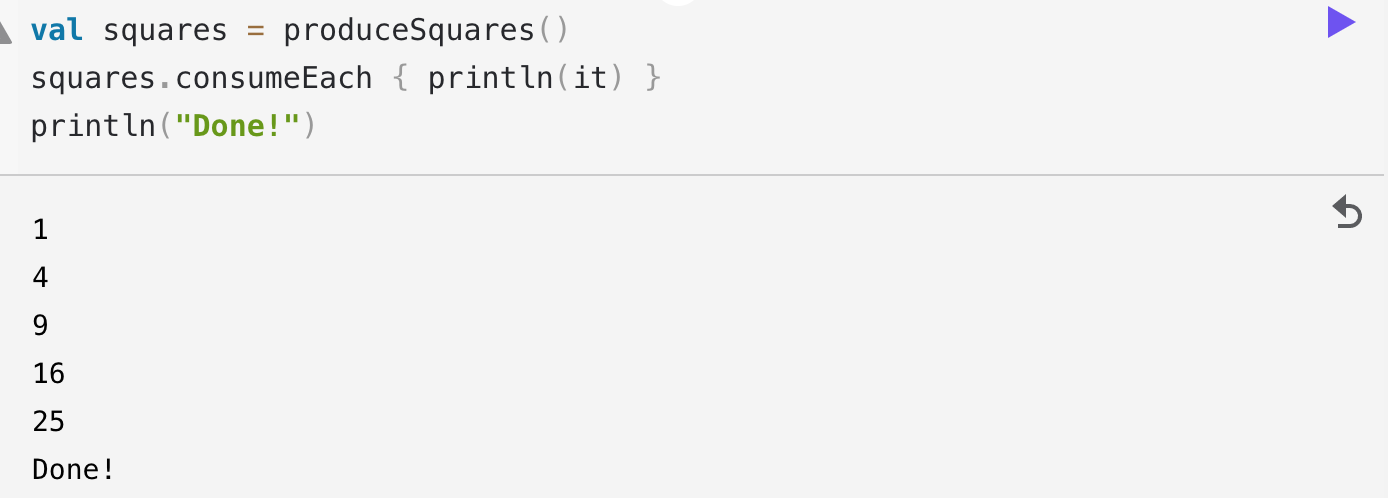 val squares = produceSquares()
squares.consumeEach { println(it) }
println("Done!")
1
4
9
16
25
Done!